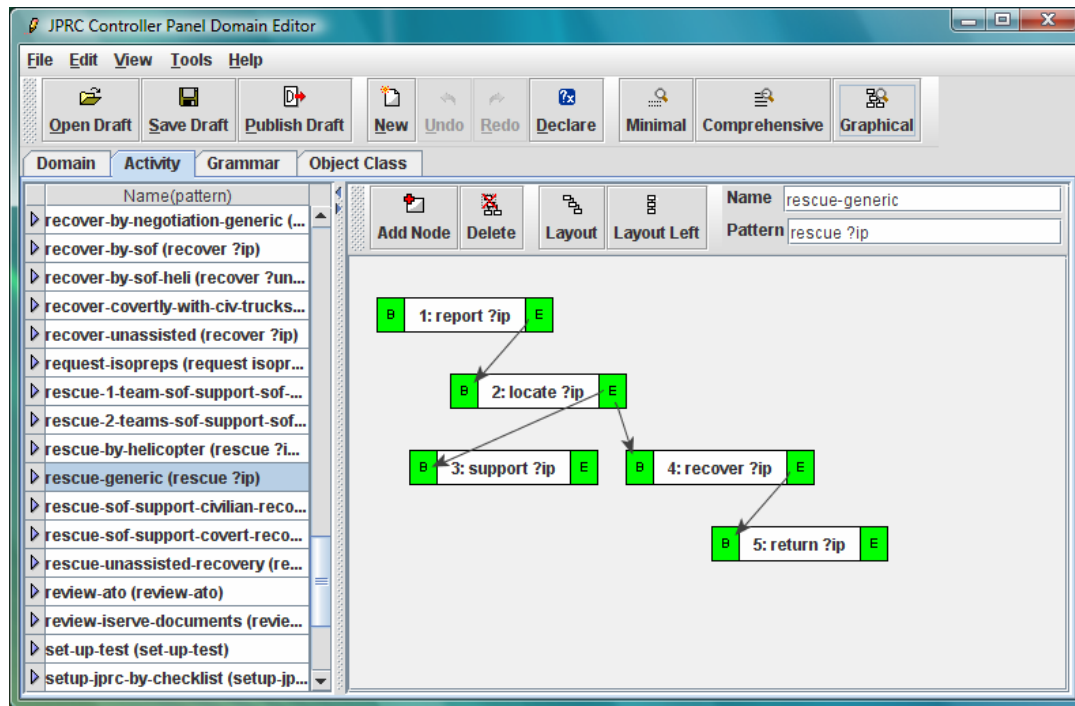 JPRC Controller Panel Domain Editor
File Edit View Tools Help
Open Draft Save Draft Publish Draft New Undo Redo Declare Minimal Comprehensive Graphical
Domain Activity Grammar Object Class
Name(pattern)
recover-by-negotiation-generic (...
recover-by-sof (recover ?ip)
recover-by-sof-heli (recover ?un...
recover-covertly-with-civ-trucks...
recover-unassisted (recover ?ip)
request-isopreps (request isopr...
rescue-1-team-sof-support-sof-...
rescue-2-teams-sof-support-sof...
rescue-by-helicopter (rescue ?i...
rescue-generic (rescue ?ip)
rescue-sof-support-civilian-reco...
rescue-sof-support-covert-reco...
rescue-unassisted-recovery (re...
review-ato (review-ato)
review-iserve-documents (revie...
set-up-test (set-up-test)
setup-jprc-by-checklist (setup-jp...
Add Node Delete Layout Layout Left
Name rescue-generic
Pattern rescue ?ip
B 1: report ?ip E
B 2: locate ?ip E
B 3: support ?ip E B 4: recover ?ip E
B 5: return ?ip E